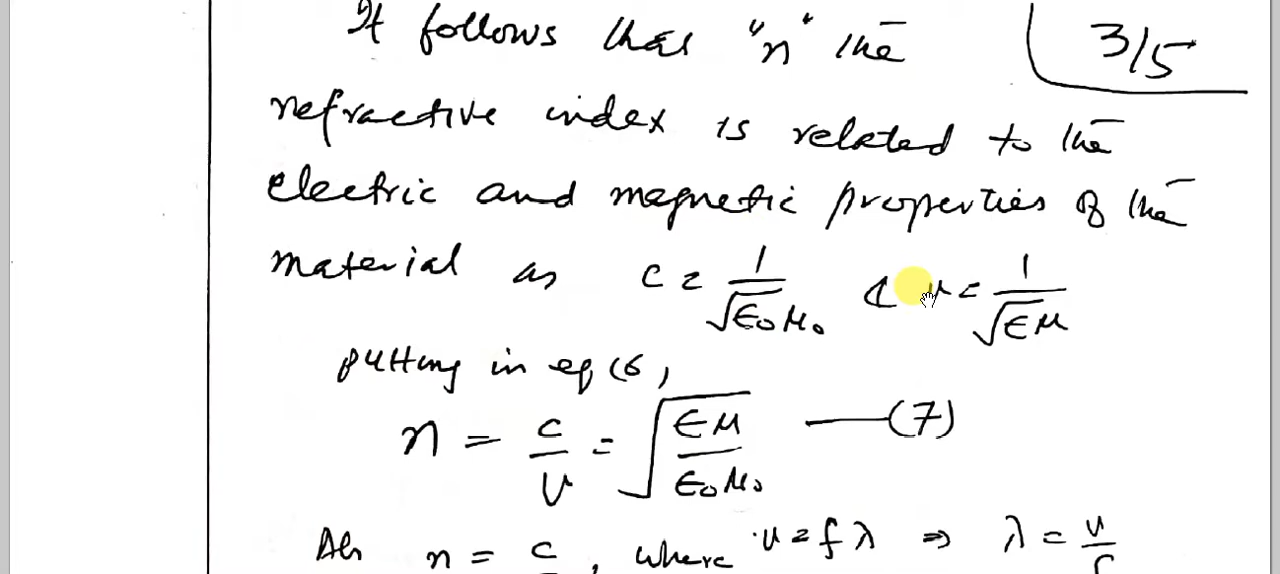 It follows that "n" the
3/5
refractive index is related to the
electric and magnetic properties of the
material as c = 1/√ε₀μ₀ & v = 1/√εμ
putting in eq (6,
n = c/v = √(εμ/ε₀μ₀) —(7)
Also n = c/, where v = fλ ⇒ λ = v/f